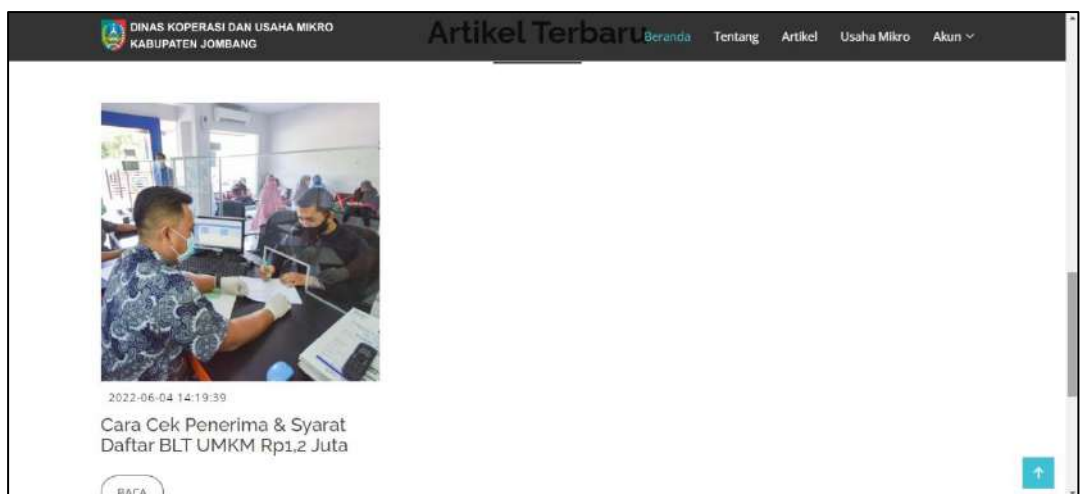 DINAS KOPERASI DAN USAHA MIKRO
KABUPATEN JOMBANG
Artikel Terbaru
Beranda Tentang Artikel Usaha Mikro Akun
2022-06-04 14:19:39
Cara Cek Penerima & Syarat
Daftar BLT UMKM Rp1,2 Juta
BACA